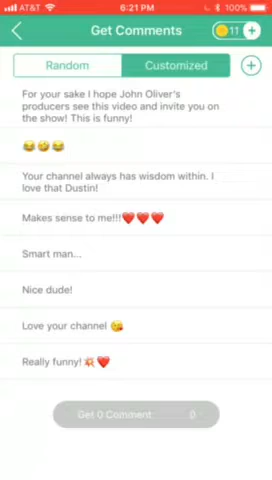 AT&T 6:21 PM 100%
Get Comments 11 +
Random Customized +
For your sake I hope John Oliver's
producers see this video and invite you on
the show! This is funny!
😂🤣😂
Your channel always has wisdom within. I
love that Dustin!
Makes sense to me!!!❤️❤️❤️
Smart man...
Nice dude!
Love your channel 😘
Really funny! 💥❤️
Get 0 Comment: 0